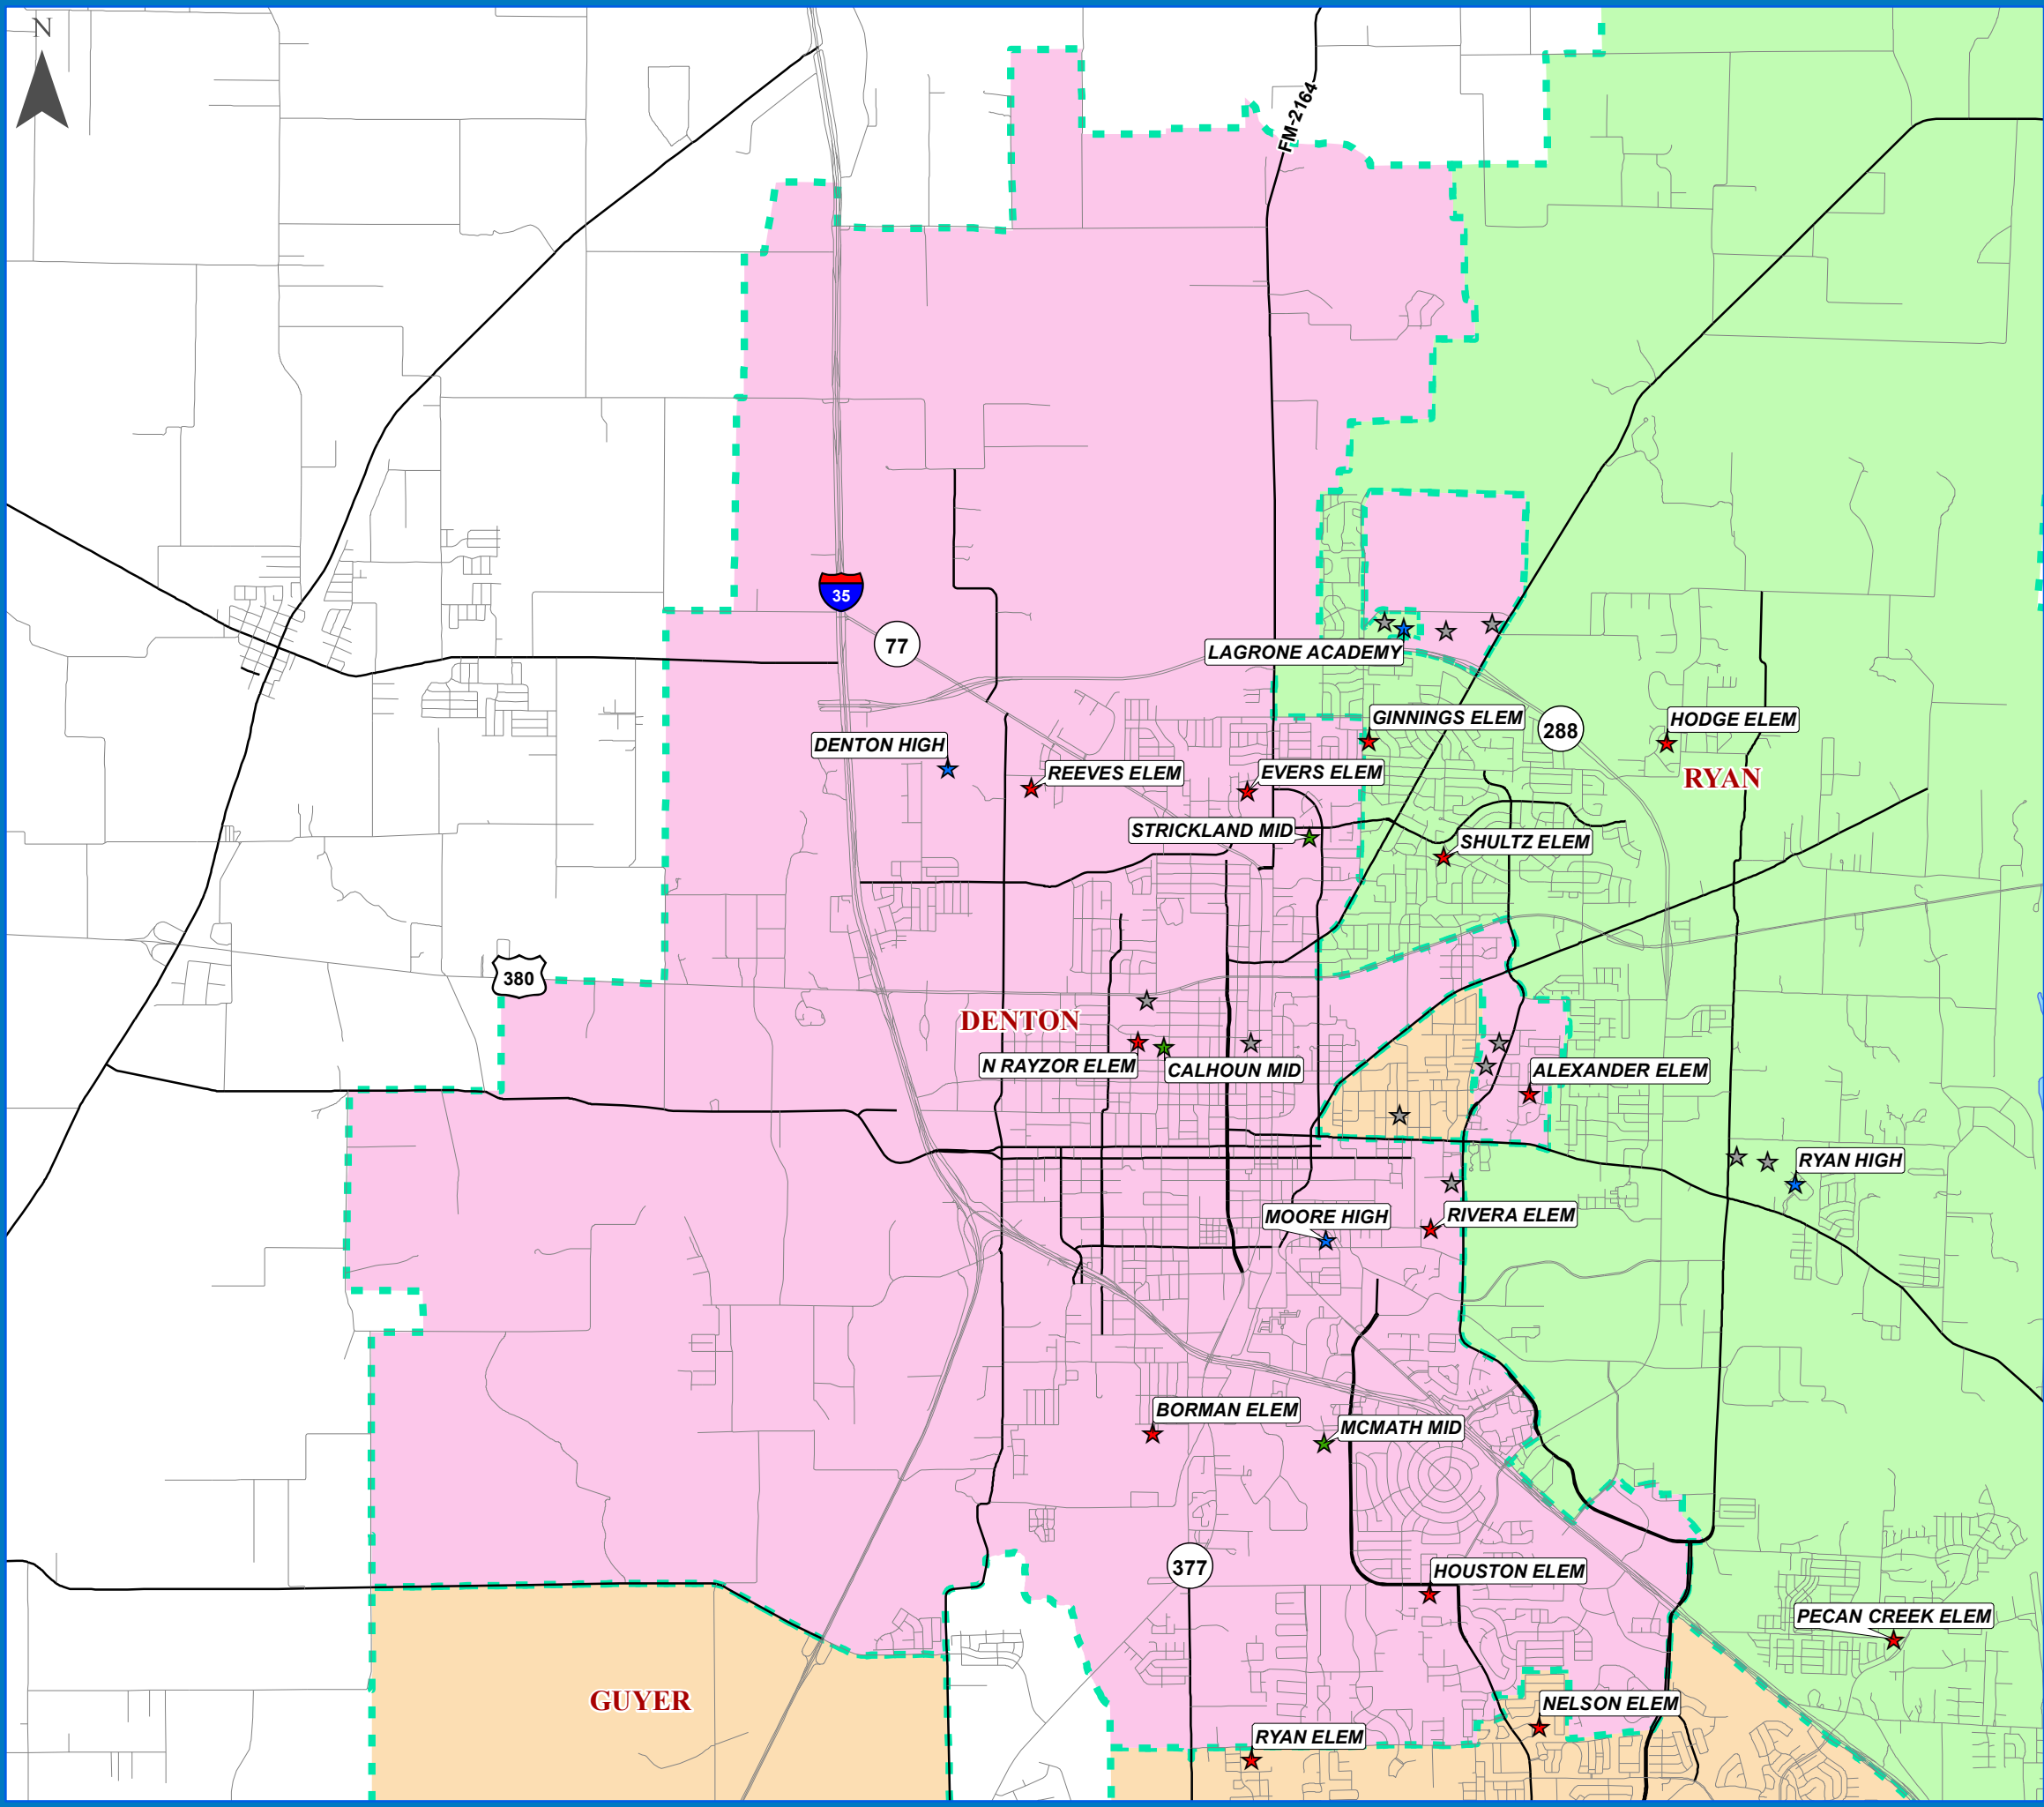 N
FM-2164
35
77
LAGRONE ACADEMY
GINNINGS ELEM
288
HODGE ELEM
DENTON HIGH
REEVES ELEM
EVERS ELEM
RYAN
STRICKLAND MID
SHULTZ ELEM
380
DENTON
N RAYZOR ELEM
CALHOUN MID
ALEXANDER ELEM
RYAN HIGH
MOORE HIGH
RIVERA ELEM
BORMAN ELEM
MCMATH MID
377
HOUSTON ELEM
PECAN CREEK ELEM
GUYER
NELSON ELEM
RYAN ELEM